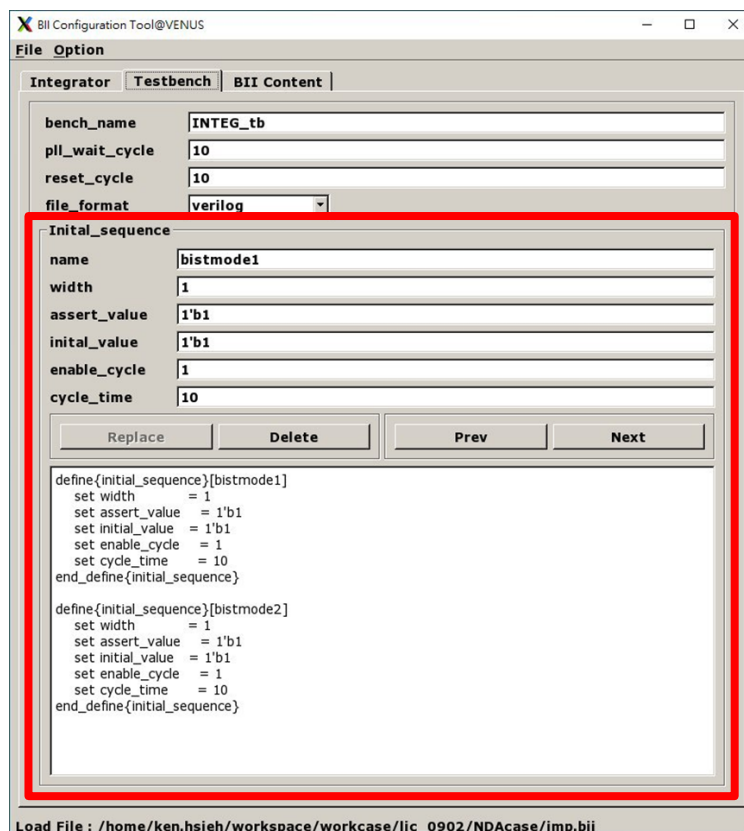 BII Configuration Tool@VENUS
File Option
Integrator Testbench BII Content
bench_name INTEG_tb
pll_wait_cycle 10
reset_cycle 10
file_format verilog
Inital_sequence
name bistmode1
width 1
assert_value 1'b1
inital_value 1'b1
enable_cycle 1
cycle_time 10
Replace Delete Prev Next
define{initial_sequence}[bistmode1]
set width = 1
set assert_value = 1'b1
set initial_value = 1'b1
set enable_cycle = 1
set cycle_time = 10
end_define{initial_sequence}
define{initial_sequence}[bistmode2]
set width = 1
set assert_value = 1'b1
set initial_value = 1'b1
set enable_cycle = 1
set cycle_time = 10
end_define{initial_sequence}
Load File : /home/ken.hsieh/workspace/workcase/lic_0902/NDAcase/imp.bii